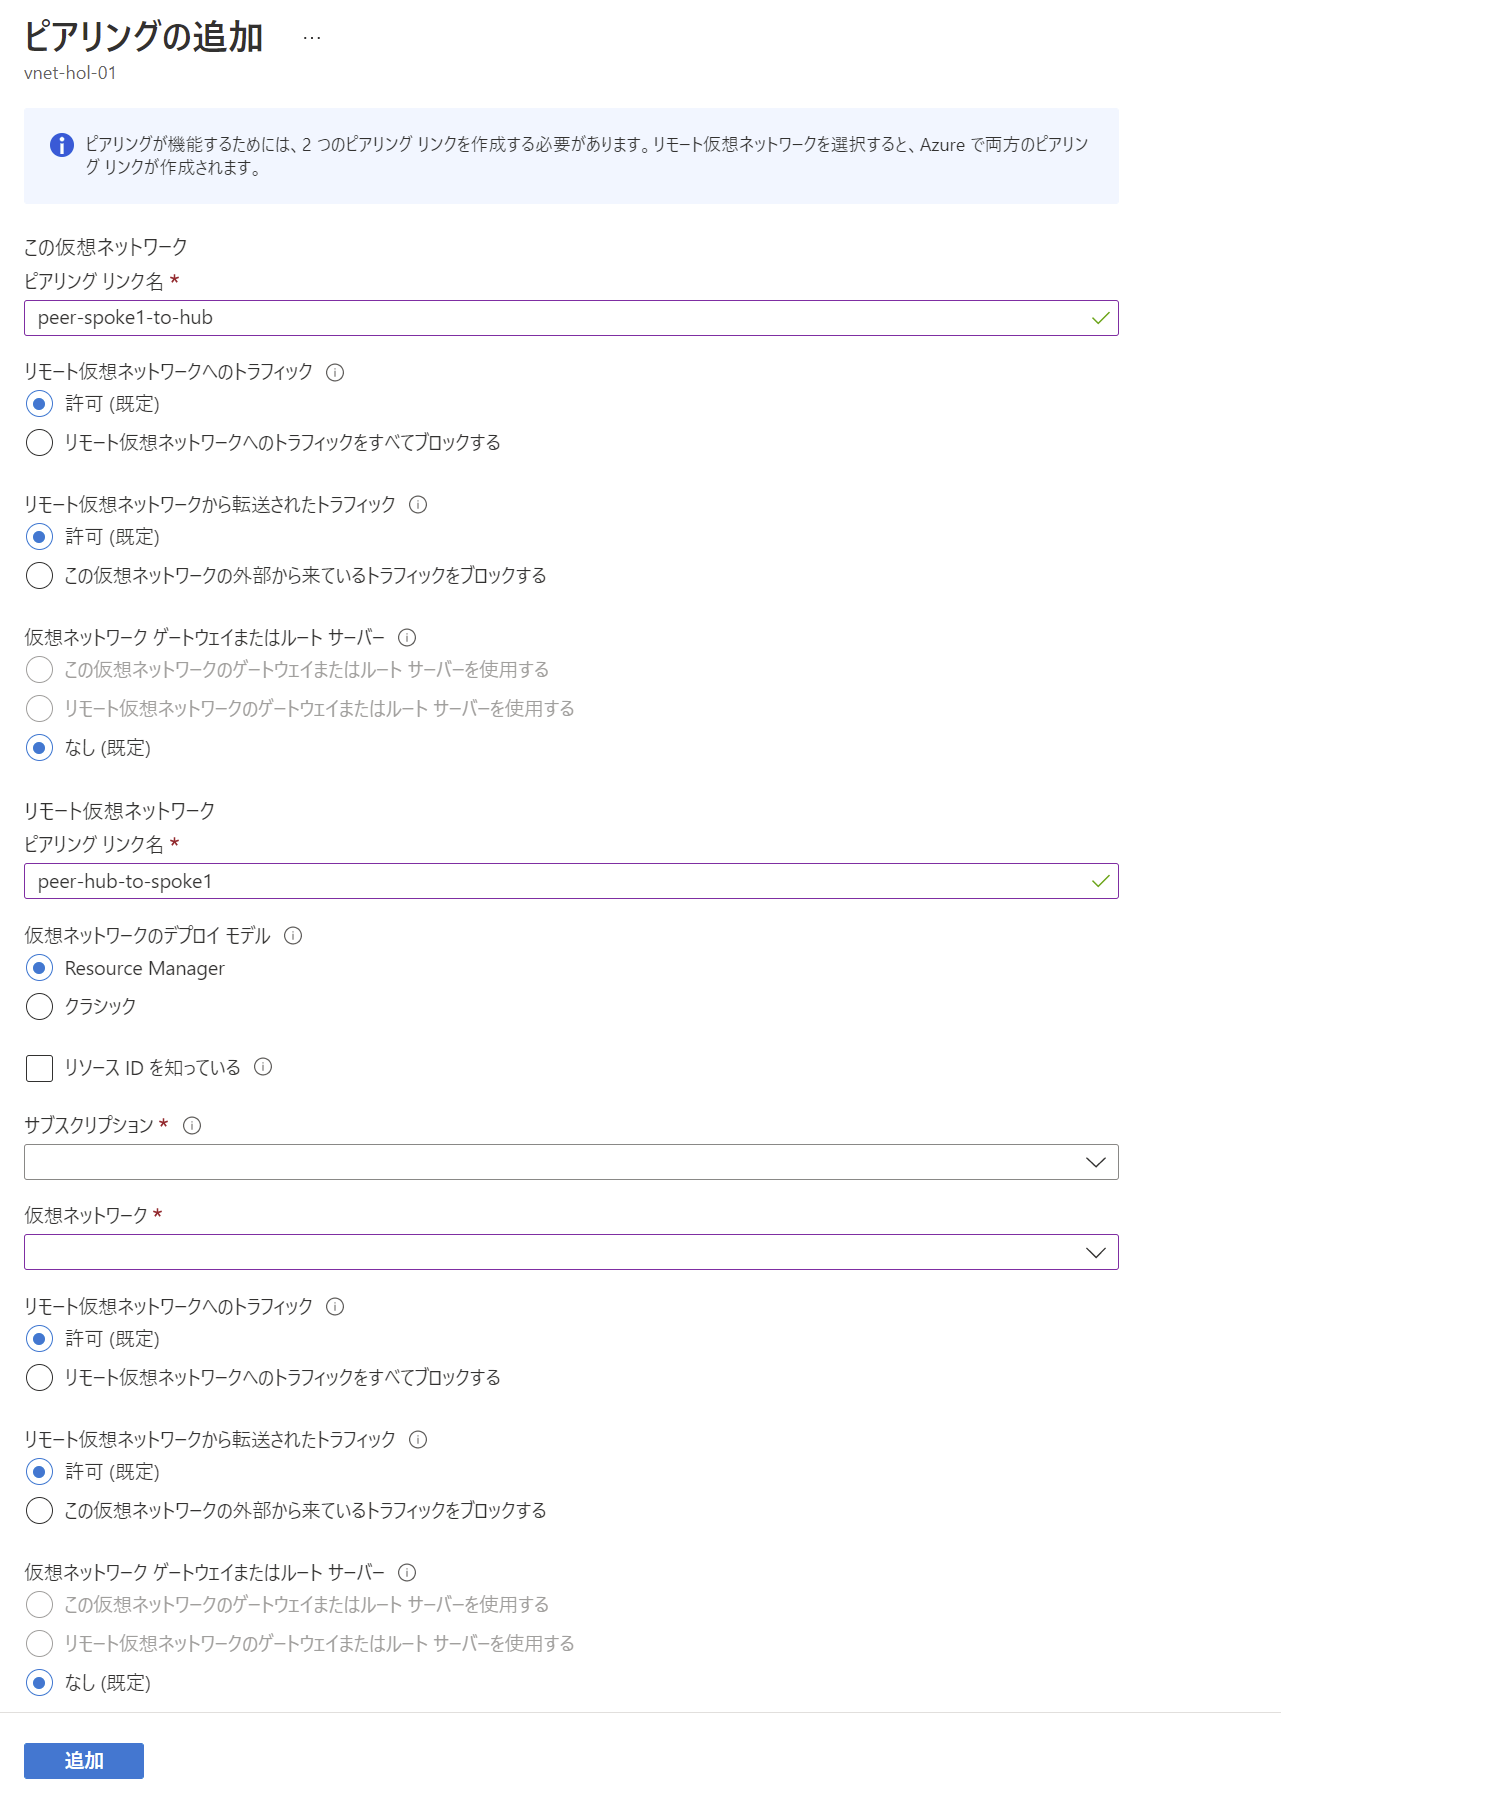 ピアリングの追加 …
vnet-hol-01
ピアリングが機能するためには、2 つのピアリング リンクを作成する必要があります。リモート仮想ネットワークを選択すると、Azure で両方のピアリン
グ リンクが作成されます。
この仮想ネットワーク
ピアリング リンク名 *
peer-spoke1-to-hub
リモート仮想ネットワークへのトラフィック
許可 (既定)
リモート仮想ネットワークへのトラフィックをすべてブロックする
リモート仮想ネットワークから転送されたトラフィック
許可 (既定)
この仮想ネットワークの外部から来ているトラフィックをブロックする
仮想ネットワーク ゲートウェイまたはルート サーバー
この仮想ネットワークのゲートウェイまたはルート サーバーを使用する
リモート仮想ネットワークのゲートウェイまたはルート サーバーを使用する
なし (既定)
リモート仮想ネットワーク
ピアリング リンク名 *
peer-hub-to-spoke1
仮想ネットワークのデプロイ モデル
Resource Manager
クラシック
リソース ID を知っている
サブスクリプション *
仮想ネットワーク *
リモート仮想ネットワークへのトラフィック
許可 (既定)
リモート仮想ネットワークへのトラフィックをすべてブロックする
リモート仮想ネットワークから転送されたトラフィック
許可 (既定)
この仮想ネットワークの外部から来ているトラフィックをブロックする
仮想ネットワーク ゲートウェイまたはルート サーバー
この仮想ネットワークのゲートウェイまたはルート サーバーを使用する
リモート仮想ネットワークのゲートウェイまたはルート サーバーを使用する
なし (既定)
追加